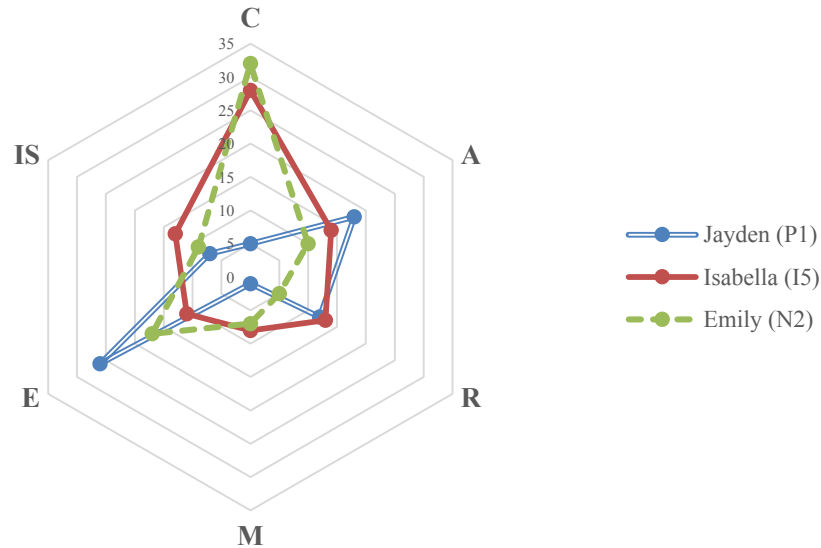 C
35
30
25
20
15
10
5
0
IS
A
E
R
M
Jayden (P1)
Isabella (I5)
Emily (N2)